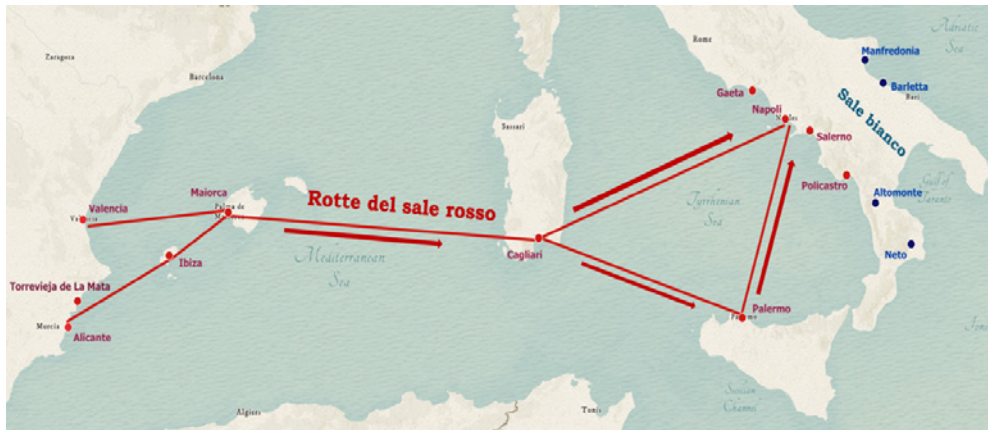 Zaragoza
Barcelona
Rome
Adriatic
Sea
Manfredonia
Barletta
Bari
Gaeta
Napoli
Sale bianco
Salerno
Sassari
Maiorca
Palma de
Valencia
Rotte del sale rosso
Policastro
Tyrrhenian
Sea
Altomonte
Gulf of
Taranto
Ibiza
Mediterranean
Sea
Cagliari
Neto
Torrevieja de La Mata
Murcia
Alicante
Palermo
Sicilian
Channel
Algiers
Tunis